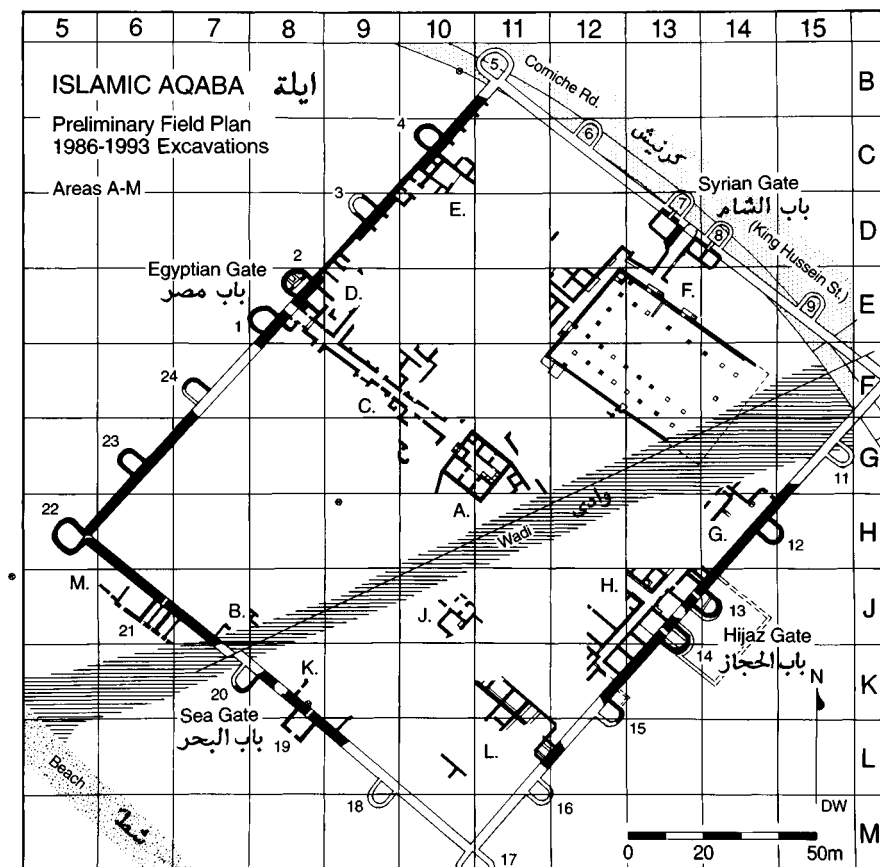 5 6 7 8 9 10 11 12 13 14 15
B
C
D
E
F
G
H
J
K
L
M
ISLAMIC AQABA ايلة
Preliminary Field Plan
1986-1993 Excavations
Areas A-M
5
Corniche Rd.
كرنيش
6
4
3
E.
Syrian Gate
باب الشام
7
8
(King Hussein St.)
9
2
Egyptian Gate
باب مصر
1
D.
F.
24
C.
23
A.
11
22
وادي
Wadi
G.
12
M.
21
B.
J.
H.
13
Hijaz Gate
باب الحجاز
14
N
20
K.
15
Sea Gate
باب البحر
19
L.
Beach
شط
18
16
17
DW
0 20 50m